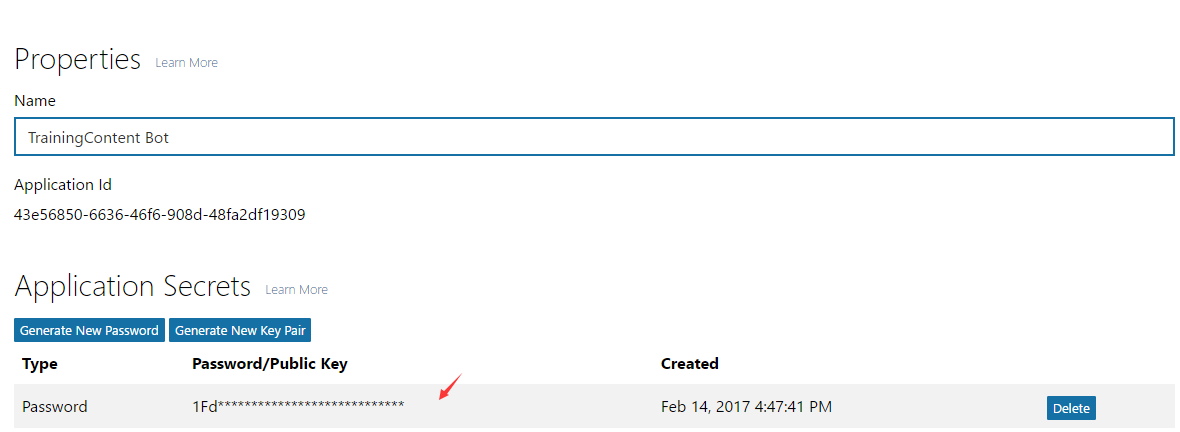 Properties Learn More
Name
TrainingContent Bot
Application Id
43e56850-6636-46f6-908d-48fa2df19309
Application Secrets Learn More
Generate New Password Generate New Key Pair
Type Password/Public Key Created
Password 1Fd**************************** Feb 14, 2017 4:47:41 PM Delete